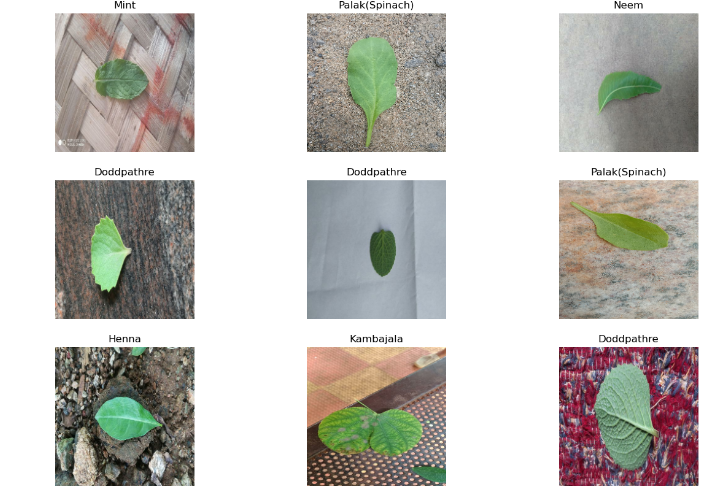 Mint
Palak(Spinach)
Neem
Doddpathre
Doddpathre
Palak(Spinach)
Henna
Kambajala
Doddpathre